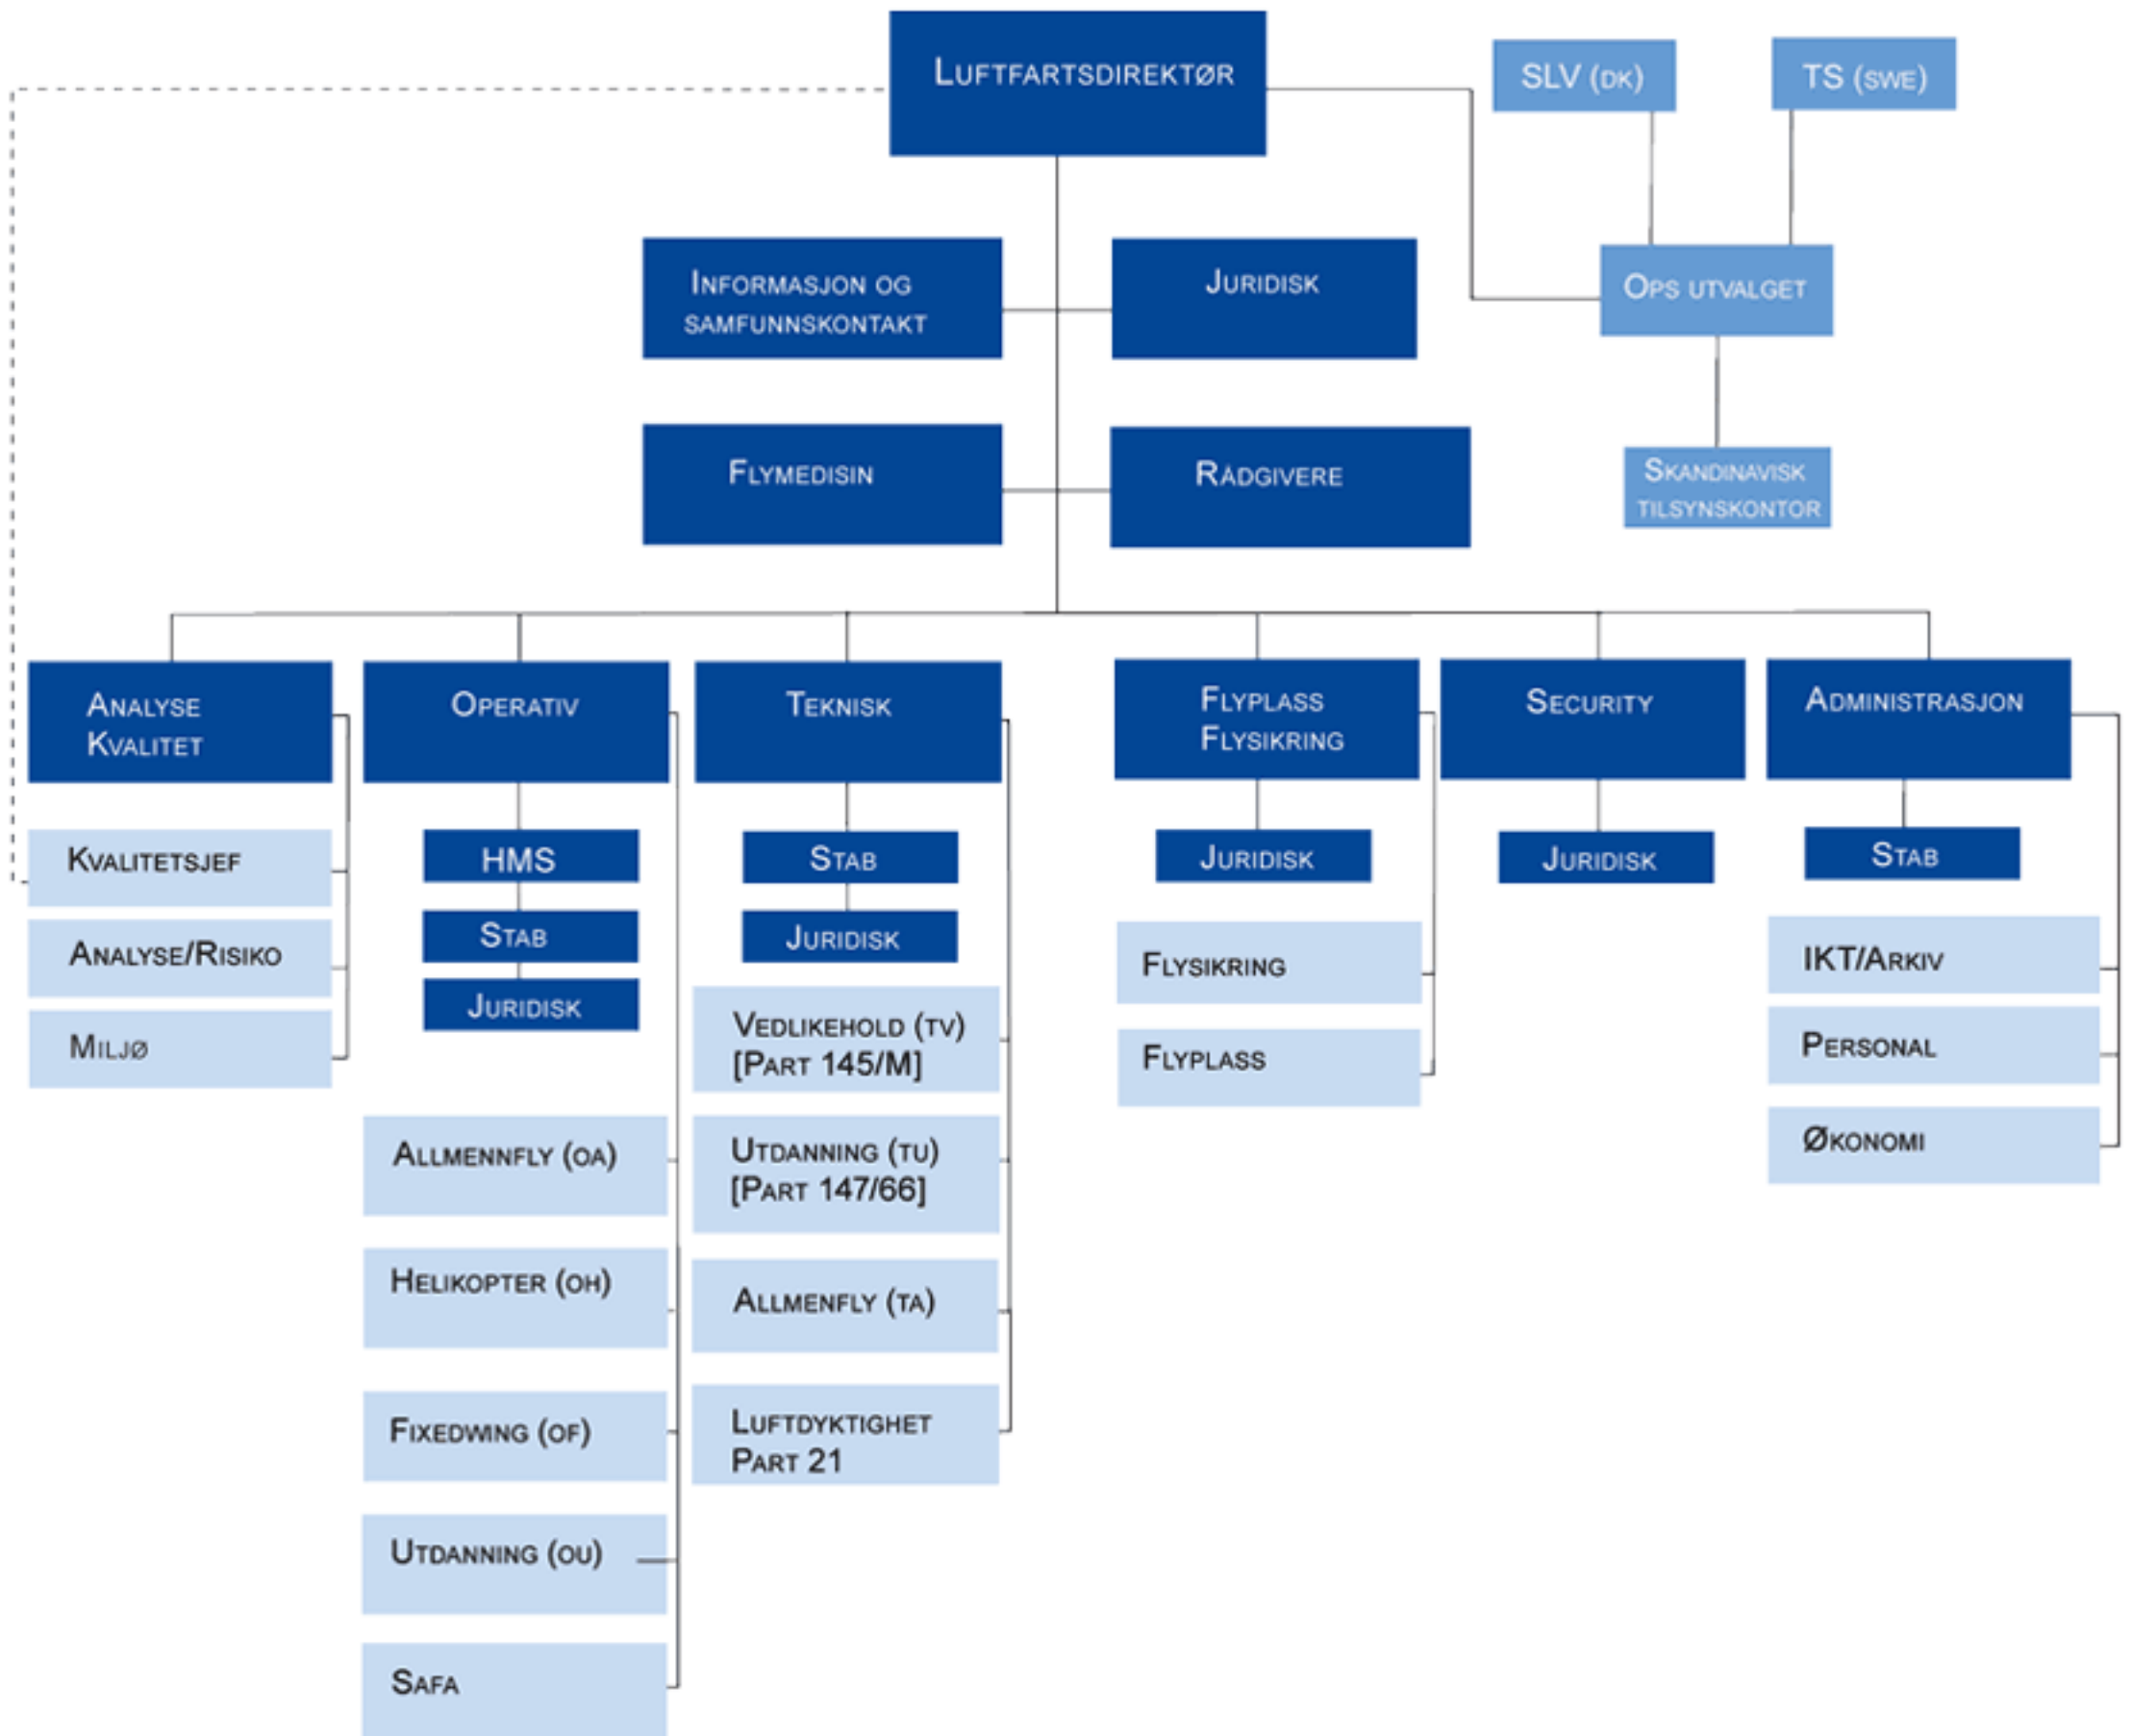 Luftfartsdirektør
SLV (DK)
TS (SWE)
Informasjon og
samfunnskontakt
Juridisk
Ops utvalget
Flymedisin
Rådgivere
Skandinavisk
tilsynskontor
Analyse
Kvalitet
Operativ
Teknisk
Flyplass
Flysikring
Security
Administrasjon
Kvalitetsjef
Analyse/Risiko
Miljø
HMS
Stab
Juridisk
Allmennfly (OA)
Helikopter (OH)
Fixedwing (OF)
Utdanning (OU)
Safa
Stab
Juridisk
Vedlikehold (TV)
[Part 145/M]
Utdanning (TU)
[Part 147/66]
Allmenfly (TA)
Luftdyktighet
Part 21
Juridisk
Flysikring
Flyplass
Juridisk
Stab
IKT/Arkiv
Personal
Økonomi